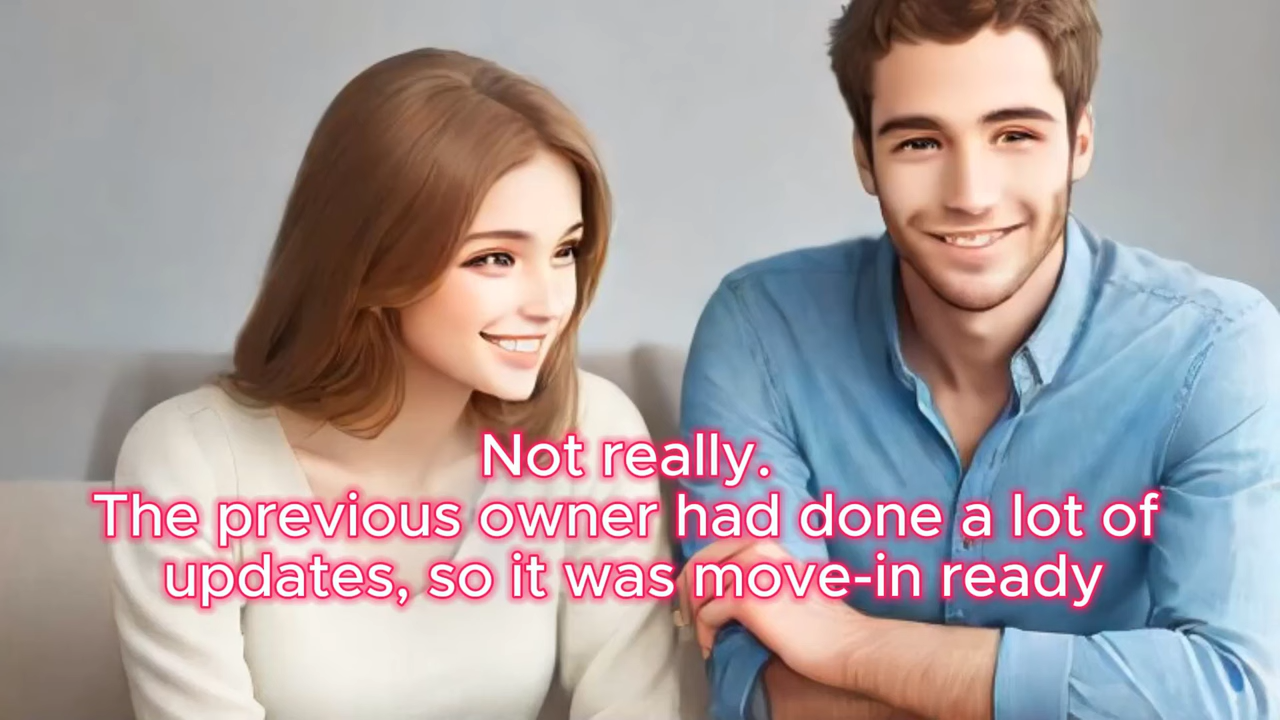 Not really.
The previous owner had done a lot of
updates, so it was move-in ready